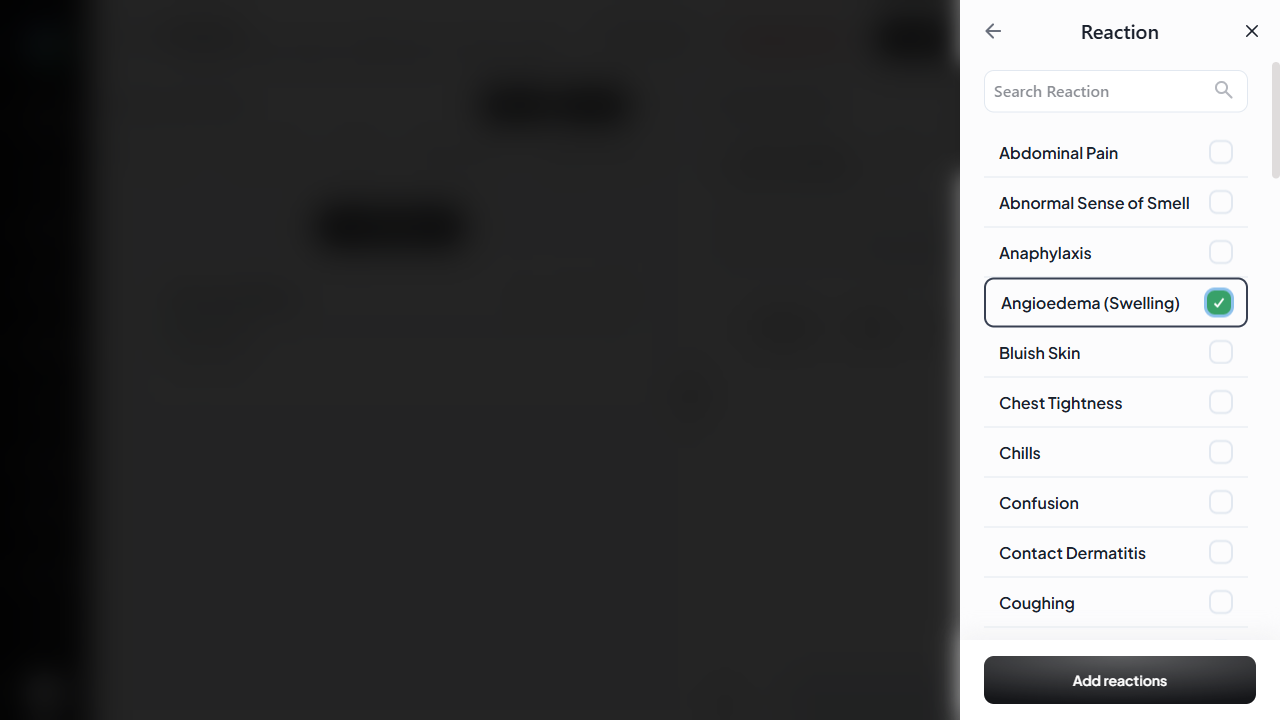 Reaction
Search Reaction
Abdominal Pain
Abnormal Sense of Smell
Anaphylaxis
Angioedema (Swelling)
Bluish Skin
Chest Tightness
Chills
Confusion
Contact Dermatitis
Coughing
Add reactions